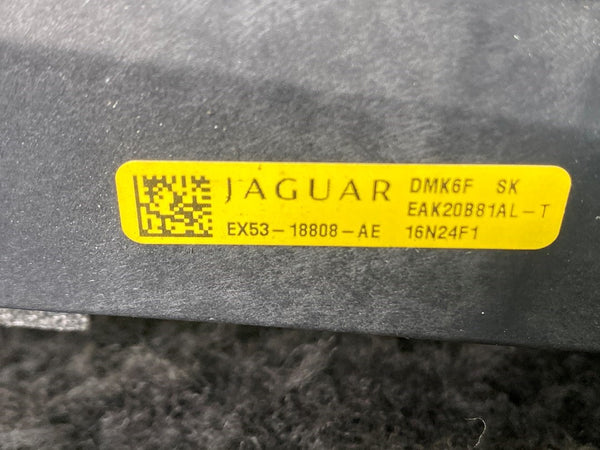 JAGUAR DMK6F SK
EAK20B81AL-T
EX53-18808-AE 16N24F1